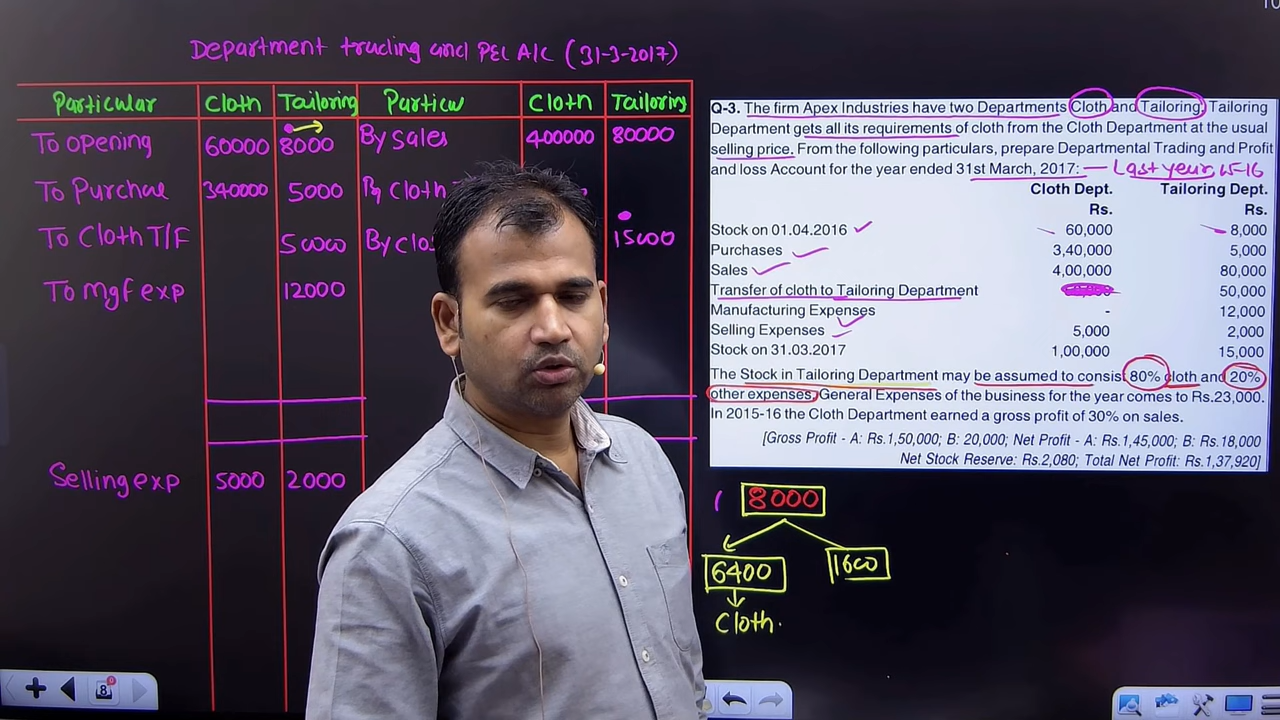 Department trading and P&L A/C (31-3-2017)
Particular Cloth Tailoring Particu Cloth Tailoring
To opening 60000 8000 By Sales 400000 80000
To Purchae 340000 5000 By Cloth
To Cloth T/F 50000 By clos 15000
To Mgf exp 12000
Selling exp 5000 2000
Q-3. The firm Apex Industries have two Departments Cloth and Tailoring. Tailoring
Department gets all its requirements of cloth from the Cloth Department at the usual
selling price. From the following particulars, prepare Departmental Trading and Profit
and loss Account for the year ended 31st March, 2017: — Last year, 15-16
Cloth Dept. Tailoring Dept.
Rs. Rs.
Stock on 01.04.2016 60,000 8,000
Purchases 3,40,000 5,000
Sales 4,00,000 80,000
Transfer of cloth to Tailoring Department 50,000
Manufacturing Expenses - 12,000
Selling Expenses 5,000 2,000
Stock on 31.03.2017 1,00,000 15,000
The Stock in Tailoring Department may be assumed to consist 80% cloth and 20%
other expenses. General Expenses of the business for the year comes to Rs.23,000.
In 2015-16 the Cloth Department earned a gross profit of 30% on sales.
[Gross Profit - A: Rs.1,50,000; B: 20,000; Net Profit - A: Rs.1,45,000; B: Rs.18,000
Net Stock Reserve: Rs.2,080; Total Net Profit: Rs.1,37,920]
8000
6400 1600
Cloth.
8